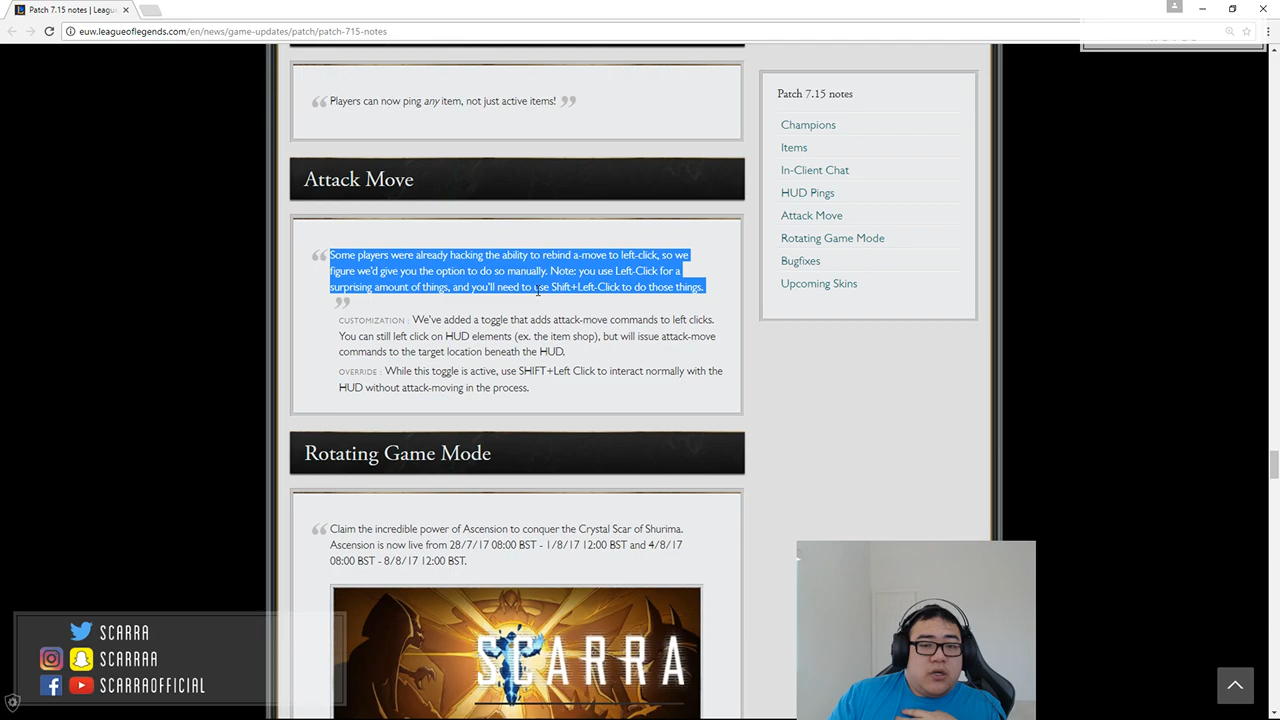 Patch 7.15 notes | Leagu
euw.leagueoflegends.com/en/news/game-updates/patch/patch-715-notes
Players can now ping any item, not just active items!
Attack Move
Some players were already hacking the ability to rebind a-move to left-click, so we
figure we'd give you the option to do so manually. Note: you use Left-Click for a
surprising amount of things, and you'll need to use Shift+Left-Click to do those things.
CUSTOMIZATION : We've added a toggle that adds attack-move commands to left clicks.
You can still left click on HUD elements (ex. the item shop), but will issue attack-move
commands to the target location beneath the HUD.
OVERRIDE : While this toggle is active, use SHIFT+Left Click to interact normally with the
HUD without attack-moving in the process.
Rotating Game Mode
Claim the incredible power of Ascension to conquer the Crystal Scar of Shurima.
Ascension is now live from 28/7/17 08:00 BST - 1/8/17 12:00 BST and 4/8/17
08:00 BST - 8/8/17 12:00 BST.
SCARRA
Patch 7.15 notes
Champions
Items
In-Client Chat
HUD Pings
Attack Move
Rotating Game Mode
Bugfixes
Upcoming Skins
SCARRA
SCARRRA
SCARRAOFFICIAL